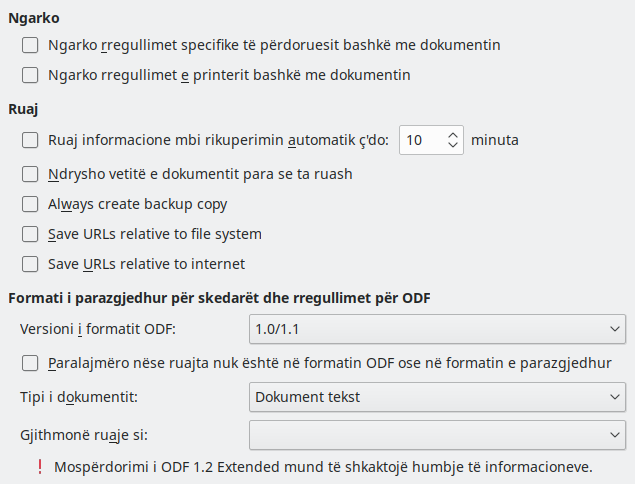 Ngarko
Ngarko rregullimet specifike të përdoruesit bashkë me dokumentin
Ngarko rregullimet e printerit bashkë me dokumentin
Ruaj
Ruaj informacione mbi rikuperimin automatik ç'do: 10 minuta
Ndrysho vetitë e dokumentit para se ta ruash
Always create backup copy
Save URLs relative to file system
Save URLs relative to internet
Formati i parazgjedhur për skedarët dhe rregullimet për ODF
Versioni i formatit ODF: 1.0/1.1
Paralajmëro nëse ruajta nuk është në formatin ODF ose në formatin e parazgjedhur
Tipi i dokumentit: Dokument tekst
Gjithmonë ruaje si:
! Mospërdorimi i ODF 1.2 Extended mund të shkaktojë humbje të informacioneve.